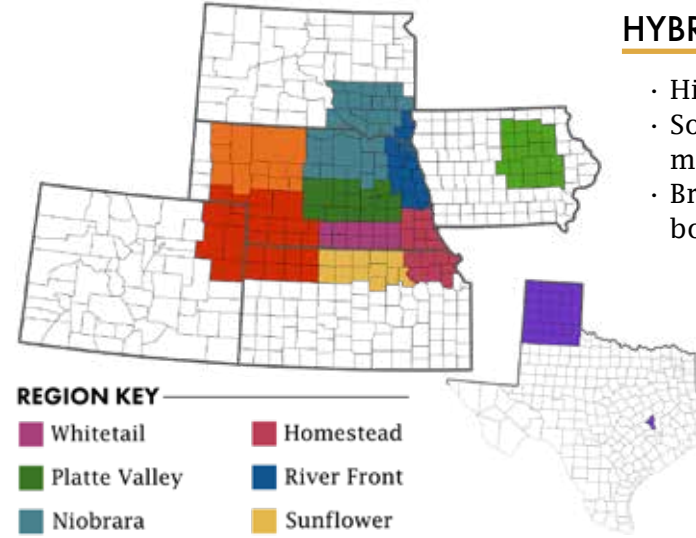 HYBR
· Hi
· So
m
· Br
bo
REGION KEY
Whitetail
Homestead
Platte Valley
River Front
Niobrara
Sunflower